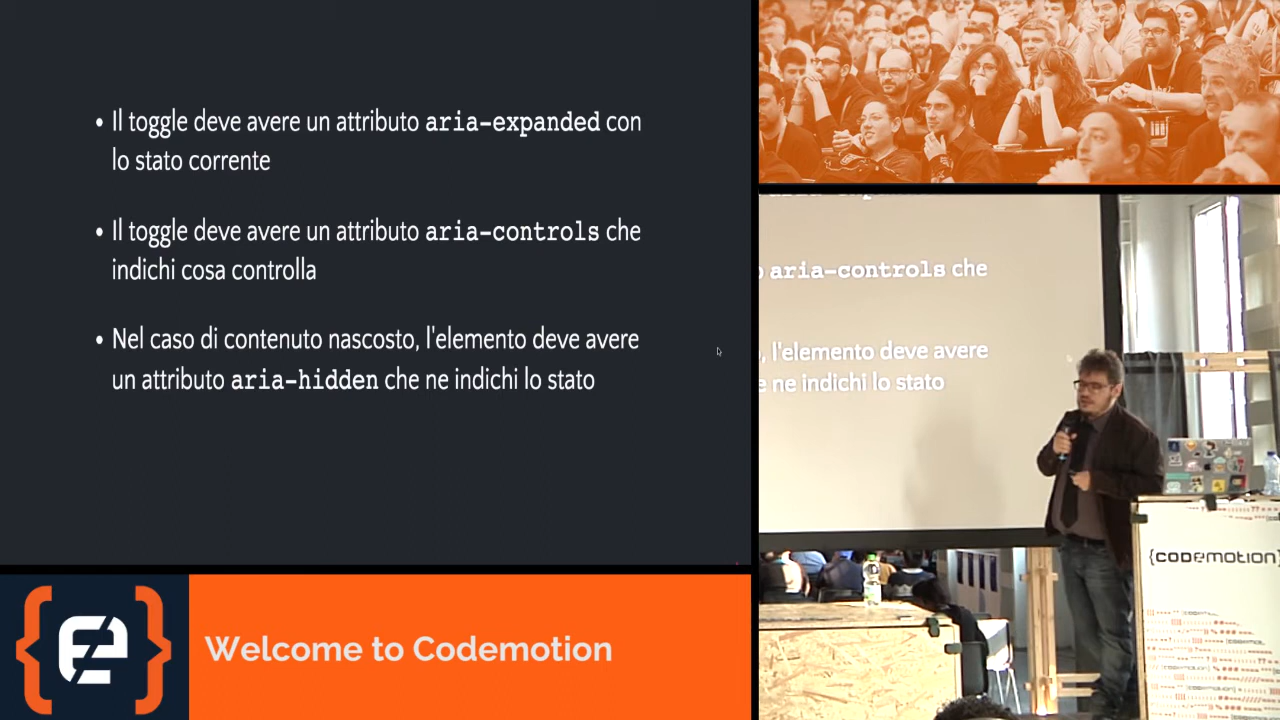 • Il toggle deve avere un attributo aria-expanded con
lo stato corrente
• Il toggle deve avere un attributo aria-controls che
indichi cosa controlla
• Nel caso di contenuto nascosto, l'elemento deve avere
un attributo aria-hidden che ne indichi lo stato
aria-controls che
, l'elemento deve avere
ne indichi lo stato
{CODEMOTION}
Welcome to Codemotion